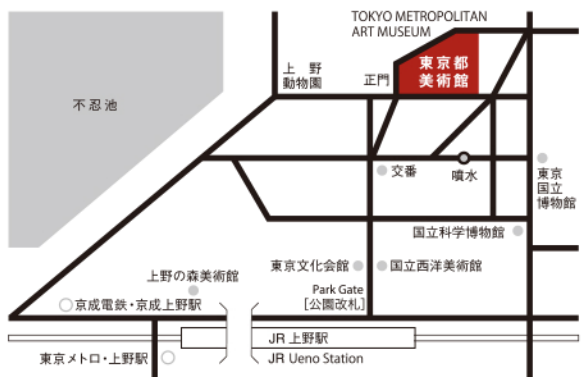 TOKYO METROPOLITAN
ART MUSEUM
東京都
美術館
上野
動物園
正門
不忍池
交番
噴水
東京
国立
博物館
国立科学博物館
東京文化会館
国立西洋美術館
上野の森美術館
Park Gate
[公園改札]
京成電鉄・京成上野駅
JR 上野駅
東京メトロ・上野駅
JR Ueno Station